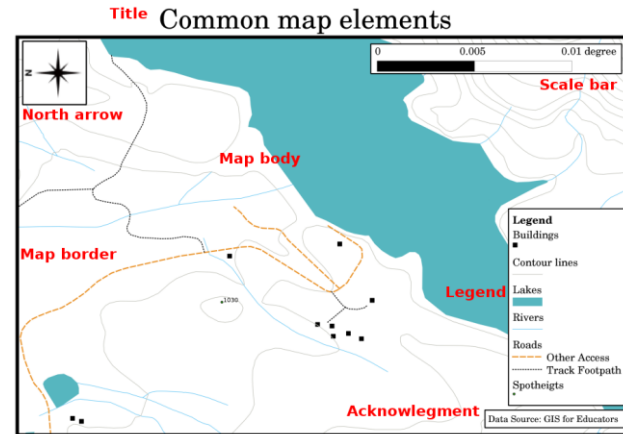 Title Common map elements
N
0 0.005 0.01 degree
Scale bar
North arrow
Map body
Map border
1030
Legend
Legend
Buildings
Contour lines
Lakes
Rivers
Roads
Other Access
Track Footpath
Spotheigts
Acknowlegment
Data Source: GIS for Educators